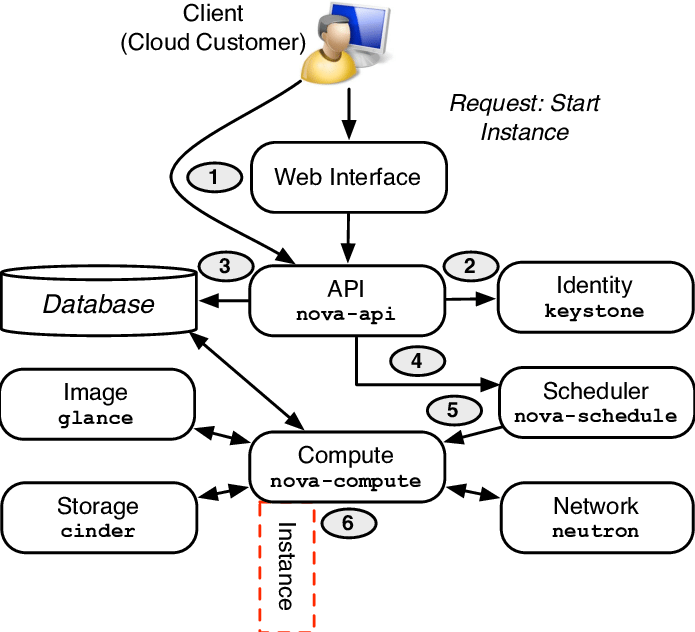 Client
(Cloud Customer)
Request: Start
Instance
1
Web Interface
3
2
Database
API
nova-api
Identity
keystone
4
Image
glance
5
Scheduler
nova-schedule
Compute
nova-compute
Storage
cinder
6
Network
neutron
Instance